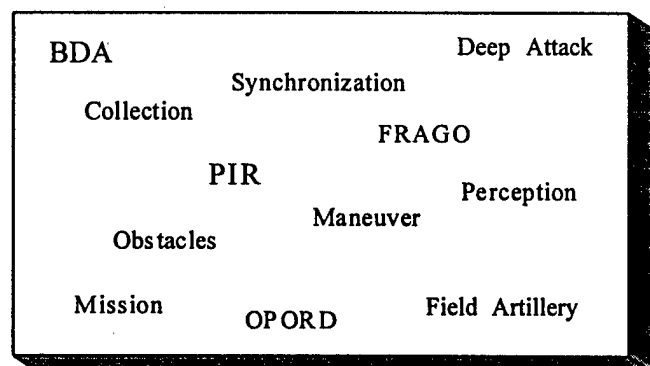 BDA
Deep Attack
Synchronization
Collection
FRAGO
PIR
Perception
Maneuver
Obstacles
Mission
OPORD
Field Artillery